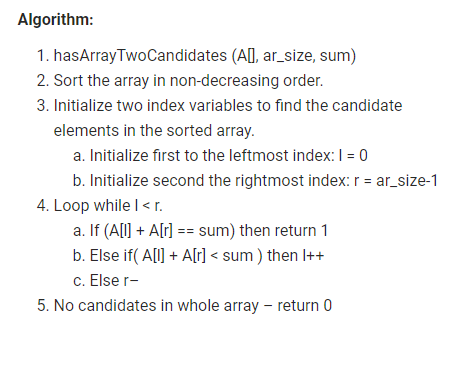 Algorithm:
1. hasArrayTwoCandidates (A[], ar_size, sum)
2. Sort the array in non-decreasing order.
3. Initialize two index variables to find the candidate
elements in the sorted array.
a. Initialize first to the leftmost index: l = 0
b. Initialize second the rightmost index: r = ar_size-1
4. Loop while l < r.
a. If (A[l] + A[r] == sum) then return 1
b. Else if( A[l] + A[r] < sum ) then l++
c. Else r–
5. No candidates in whole array – return 0